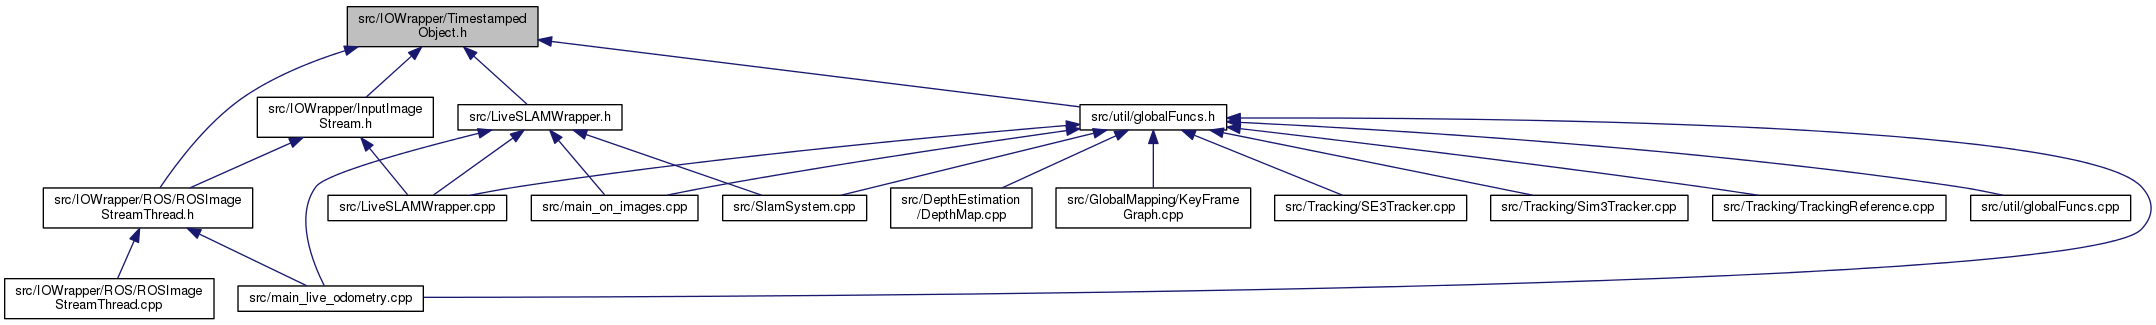 src/IOWrapper/Timestamped
Object.h
src/IOWrapper/InputImage
Stream.h
src/LiveSLAMWrapper.h
src/util/globalFuncs.h
src/IOWrapper/ROS/ROSImage
StreamThread.h
src/LiveSLAMWrapper.cpp
src/main_on_images.cpp
src/SlamSystem.cpp
src/DepthEstimation
/DepthMap.cpp
src/GlobalMapping/KeyFrame
Graph.cpp
src/Tracking/SE3Tracker.cpp
src/Tracking/Sim3Tracker.cpp
src/Tracking/TrackingReference.cpp
src/util/globalFuncs.cpp
src/IOWrapper/ROS/ROSImage
StreamThread.cpp
src/main_live_odometry.cpp